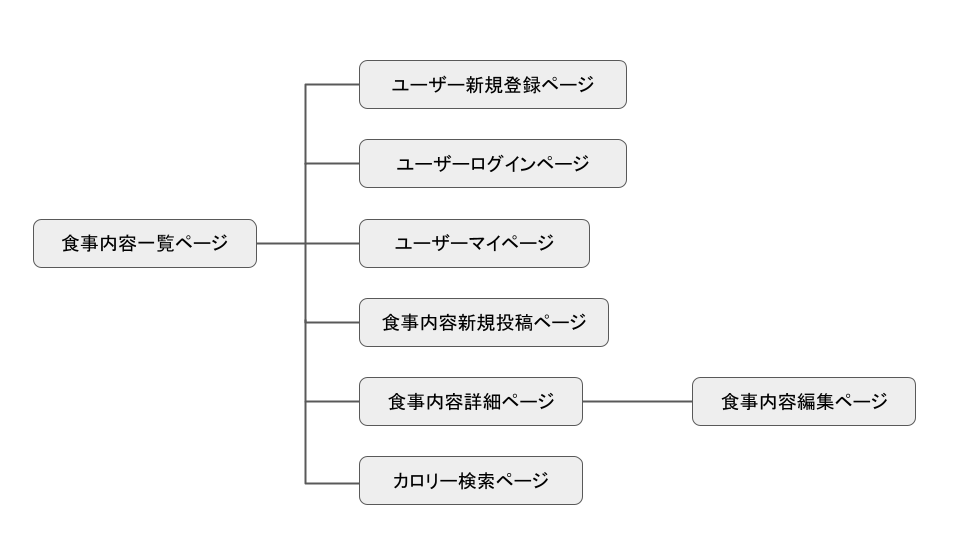 ユーザー新規登録ページ
ユーザーログインページ
食事内容一覧ページ
ユーザーマイページ
食事内容新規投稿ページ
食事内容詳細ページ
食事内容編集ページ
カロリー検索ページ